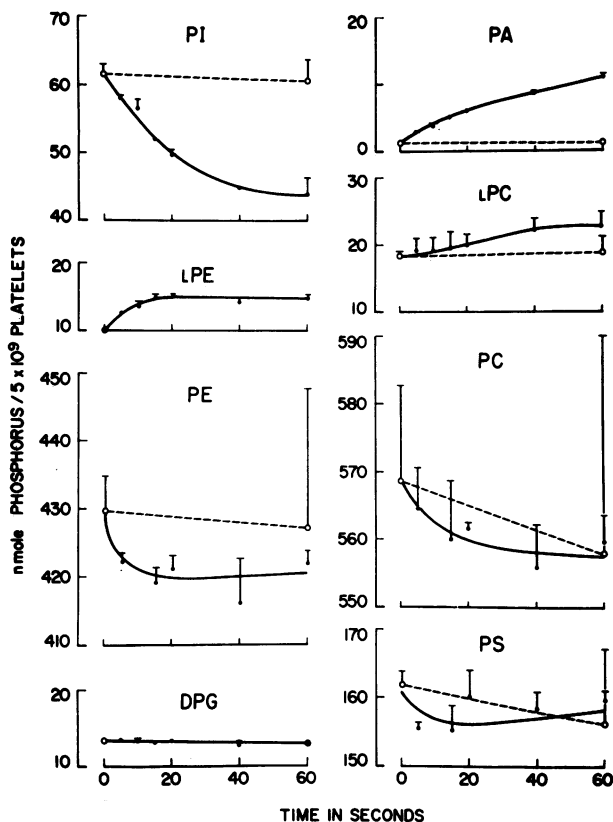 nmole PHOSPHORUS / 5 x 10⁹ PLATELETS
PI
70
60
50
40
LPE
20
10
PE
450
440
430
420
410
DPG
20
10
0 20 40 60
PA
20
10
0
LPC
30
20
10
PC
590
580
570
560
550
PS
170
160
150
0 20 40 60
TIME IN SECONDS